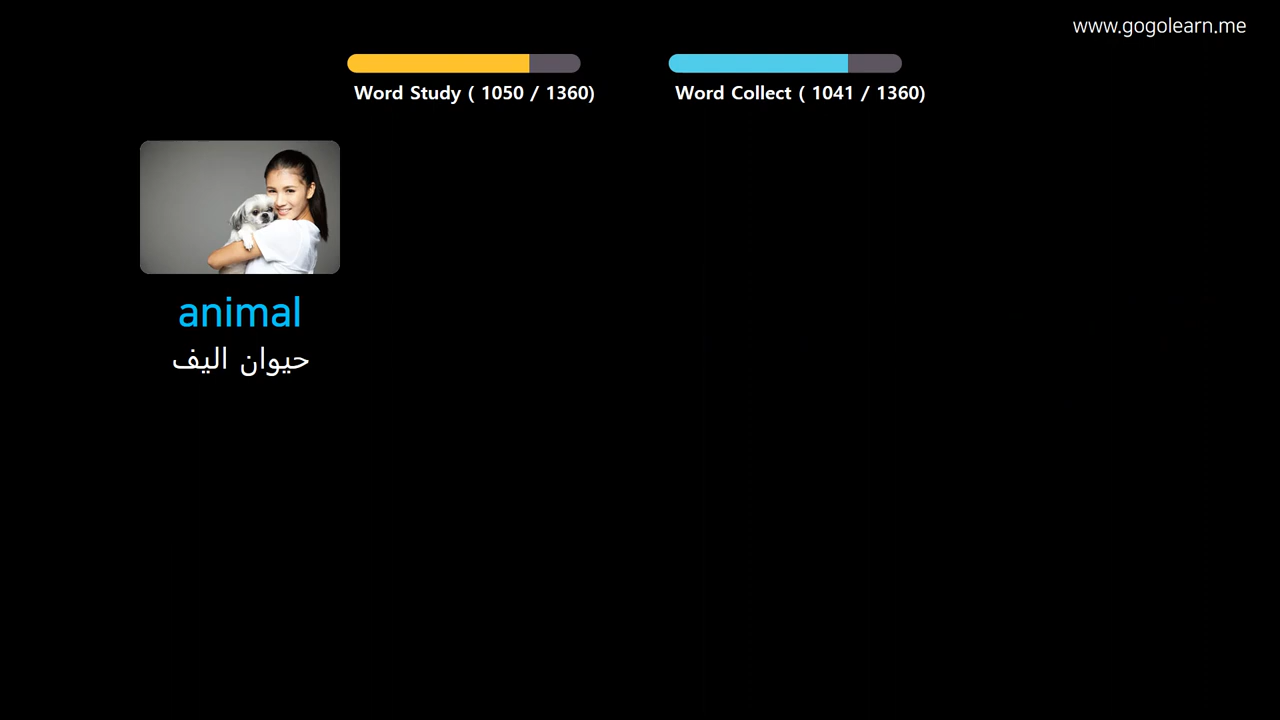 www.gogolearn.me
Word Study ( 1050 / 1360)
Word Collect ( 1041 / 1360)
animal
حيوان اليف